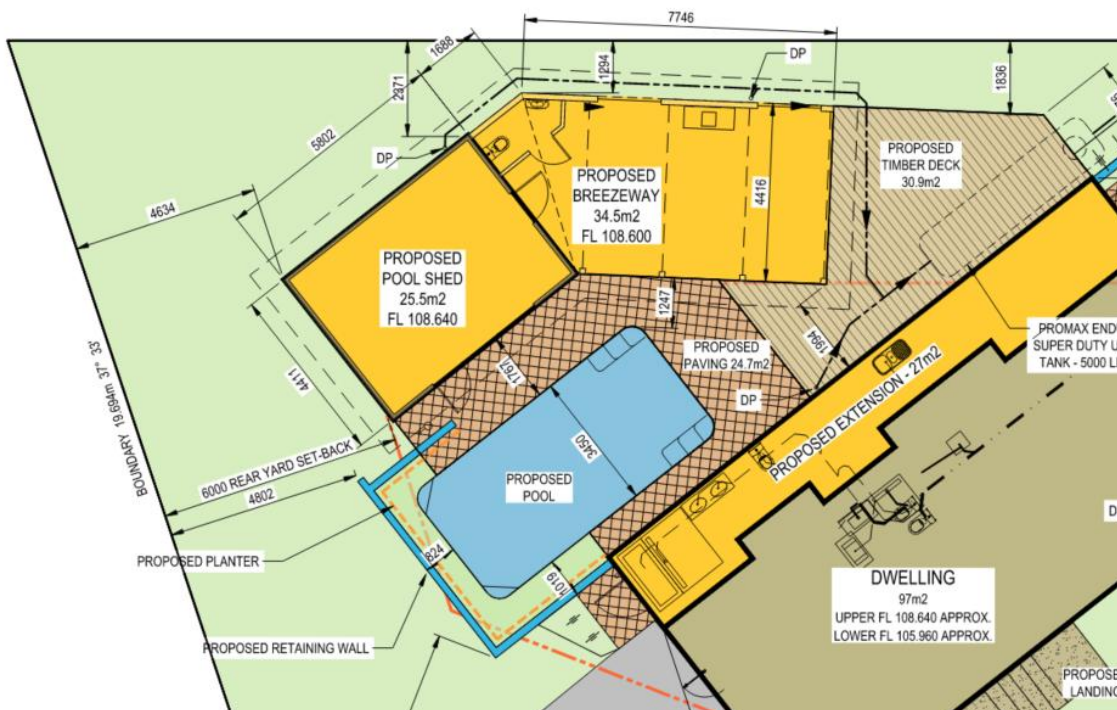 7746
1688
DP
1294
2371
1836
5802
DP
PROPOSED
TIMBER DECK
30.9m2
PROPOSED
BREEZEWAY
34.5m2
FL 108.600
4416
4634
PROPOSED
POOL SHED
25.5m2
FL 108.640
1247
1994
PROMAX END
SUPER DUTY U
TANK - 5000 L
PROPOSED
PAVING 24.7m2
1767
4411
DP
PROPOSED EXTENSION - 27m2
3450
BOUNDARY 19.694m 37° 33'
6000 REAR YARD SET-BACK
4802
PROPOSED
POOL
PROPOSED PLANTER
824
1019
DWELLING
97m2
UPPER FL 108.640 APPROX.
LOWER FL 105.960 APPROX.
D
PROPOSED RETAINING WALL
PROPOSE
LANDING